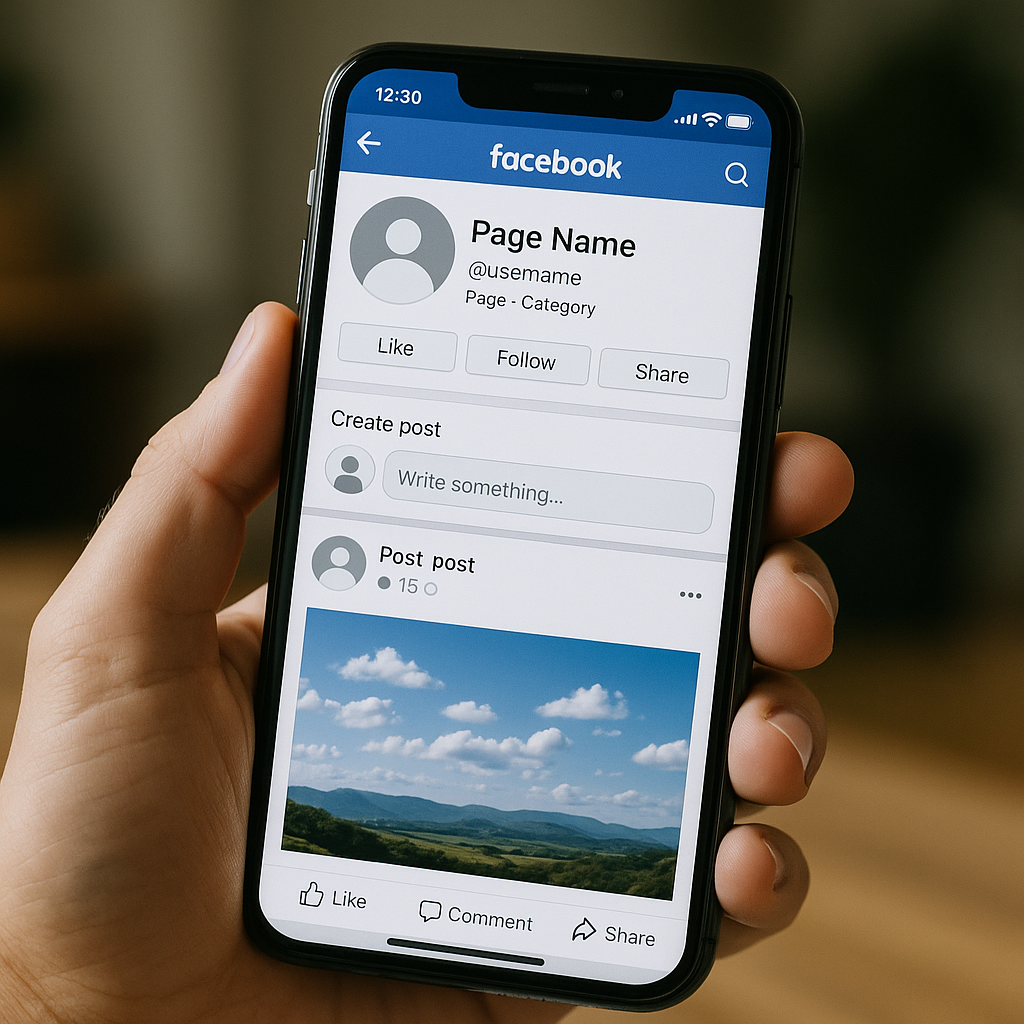 12:30
facebook
Page Name
@usemame
Page - Category
Like Follow Share
Create post
Write something...
Post post
15
Like Comment Share